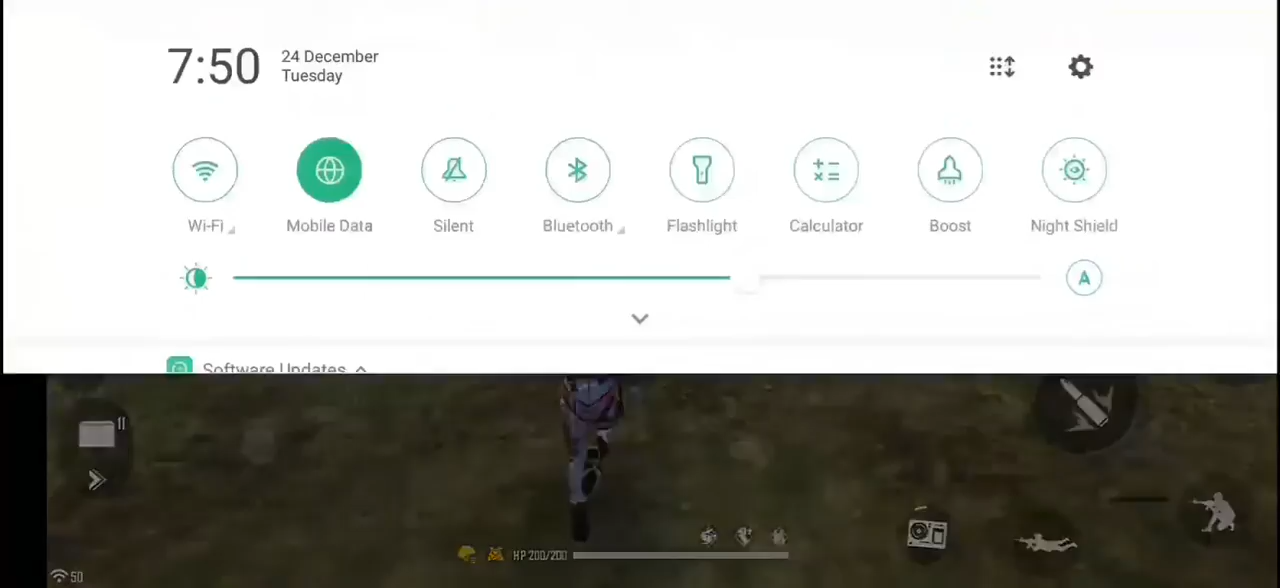 7:50
24 December
Tuesday
Wi-Fi
Mobile Data
Silent
Bluetooth
Flashlight
Calculator
Boost
Night Shield
A
Software Updates
HP 200/200
50